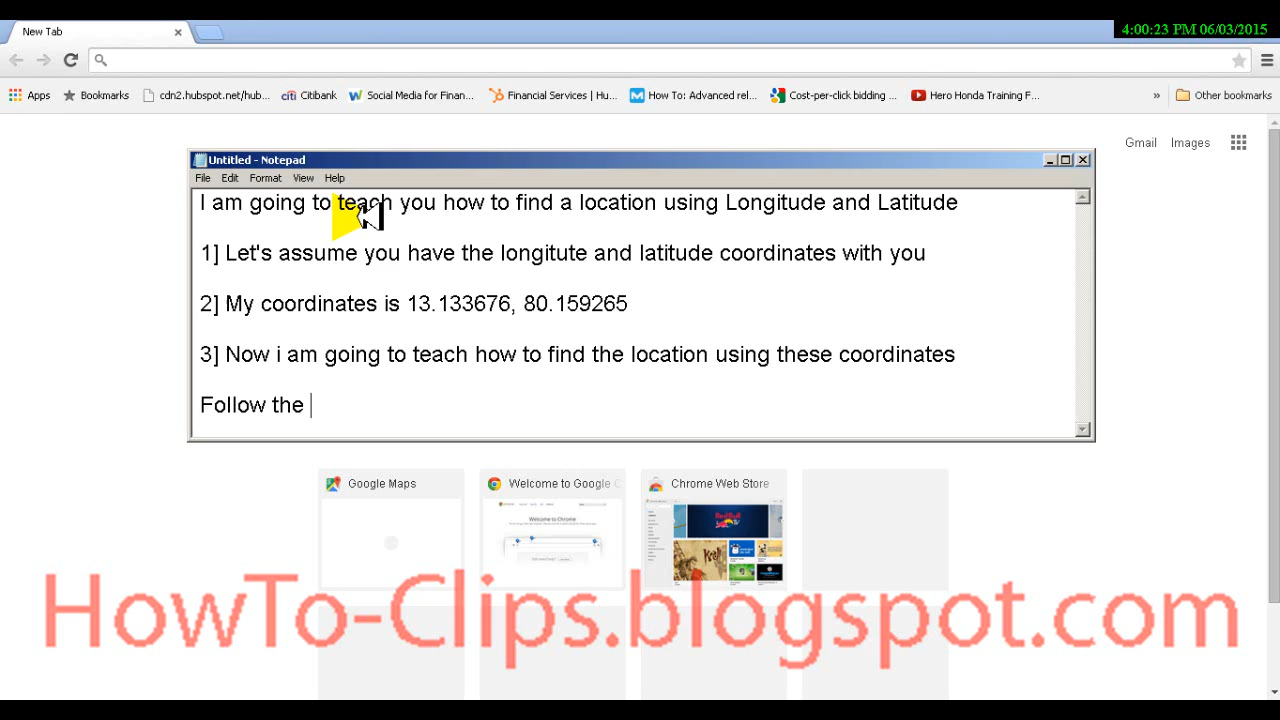 New Tab
4:00:23 PM 06/03/2015
Apps Bookmarks cdn2.hubspot.net/hub... Citibank Social Media for Finan... Financial Services | Hu... How To: Advanced rel... Cost-per-click bidding ... Hero Honda Training F... » Other bookmarks
Gmail Images
Untitled - Notepad
File Edit Format View Help
I am going to teach you how to find a location using Longitude and Latitude
1] Let's assume you have the longitute and latitude coordinates with you
2] My coordinates is 13.133676, 80.159265
3] Now i am going to teach how to find the location using these coordinates
Follow the
Google Maps Welcome to Google Chrome Web Store
Welcome to Chrome
HowTo-Clips.blogspot.com